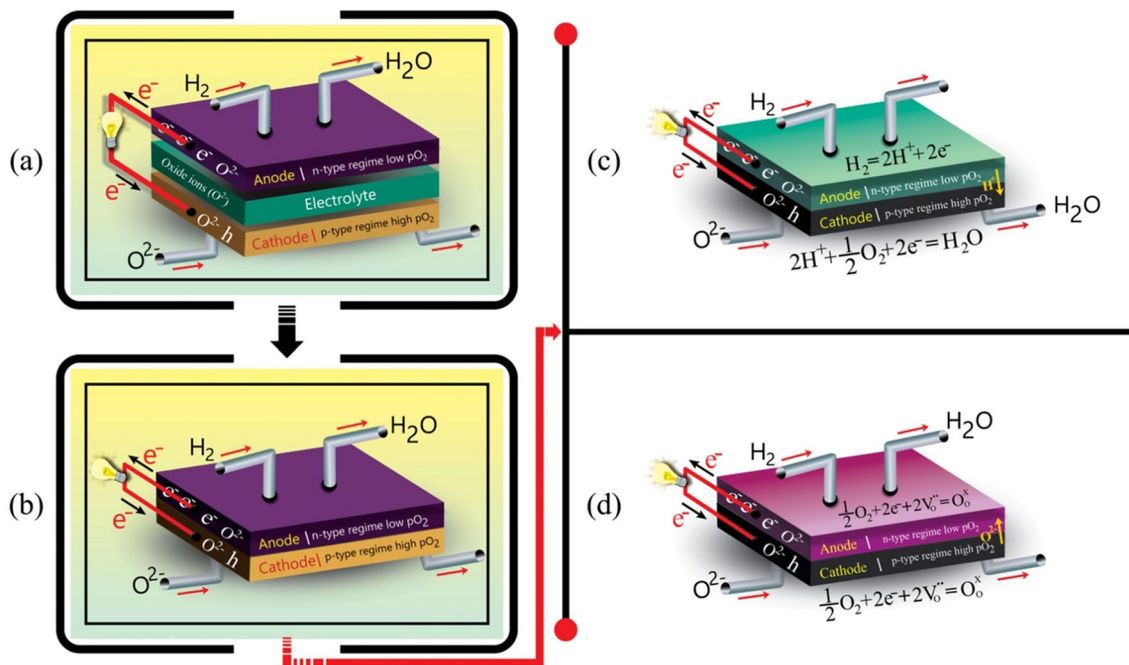 (a)
H₂
H₂O
e⁻
e⁻ e⁻ e⁻ O²⁻
Anode | n-type regime low pO₂
Oxide ions (O²⁻)
Electrolyte
e⁻
O²⁻ h
Cathode | p-type regime high pO₂
O²⁻
(b)
H₂
H₂O
e⁻
e⁻ e⁻ e⁻ O²⁻
Anode | n-type regime low pO₂
e⁻
O²⁻ h
Cathode | p-type regime high pO₂
O²⁻
(c)
H₂
e⁻
H₂=2H⁺+2e⁻
e⁻ e⁻ e⁻ O²⁻
Anode | n-type regime low pO₂
H⁺
O²⁻ h
Cathode | p-type regime high pO₂
H₂O
O²⁻
2H⁺+½O₂+2e⁻=H₂O
(d)
H₂
H₂O
e⁻
½O₂+2e⁻+2V₀¨=O₀ˣ
e⁻ e⁻ e⁻ O²⁻
Anode | n-type regime low pO₂
O²⁻
O²⁻ h
Cathode | p-type regime high pO₂
O²⁻
½O₂+2e⁻+2V₀¨=O₀ˣ